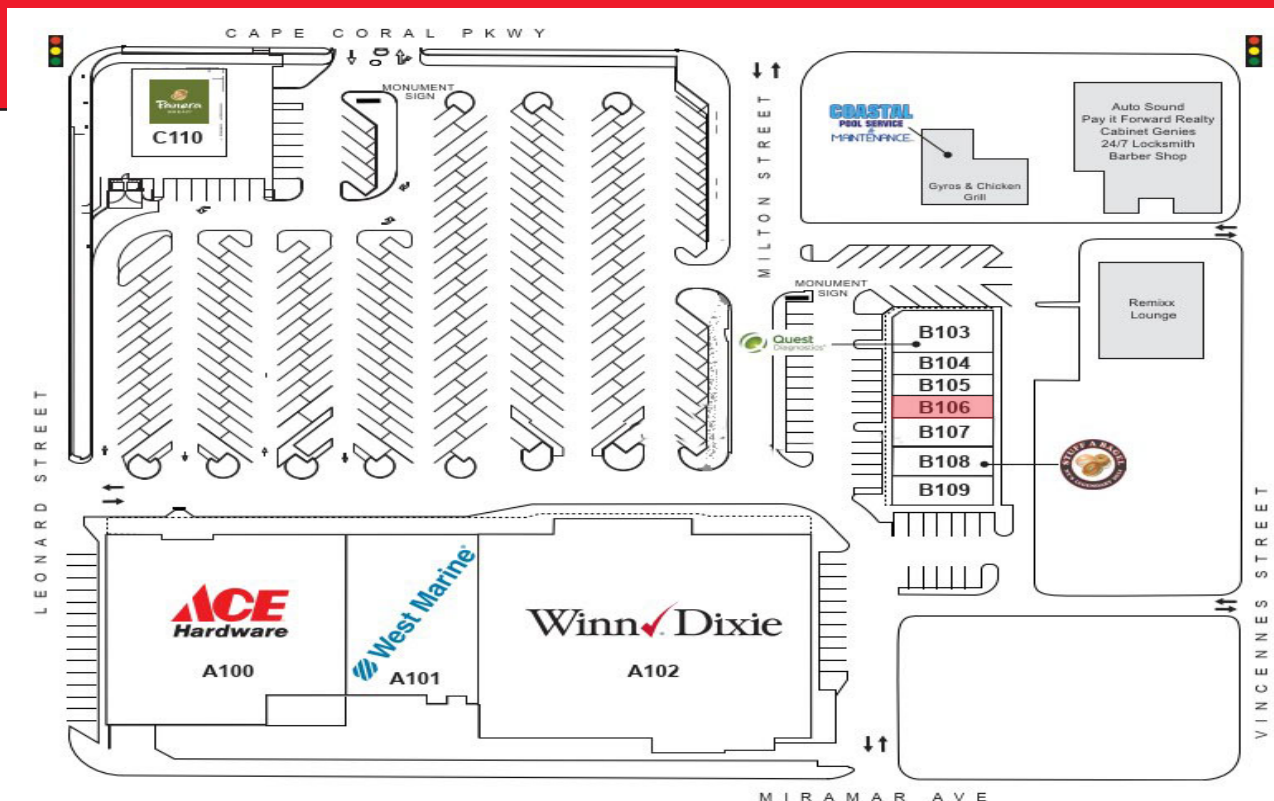 CAPE CORAL PKWY
Panera
BREAD
C110
MONUMENT
SIGN
MILTON STREET
COASTAL
POOL SERVICE
&
MAINTENANCE
Gyros & Chicken
Grill
Auto Sound
Pay it Forward Realty
Cabinet Genies
24/7 Locksmith
Barber Shop
MONUMENT
SIGN
Quest
Diagnostics
B103
B104
B105
B106
B107
B108
B109
Remixx
Lounge
STUFF A BAGEL
LEONARD STREET
VINCENNES STREET
ACE
Hardware
A100
West Marine
A101
Winn Dixie
A102
MIRAMAR AVE